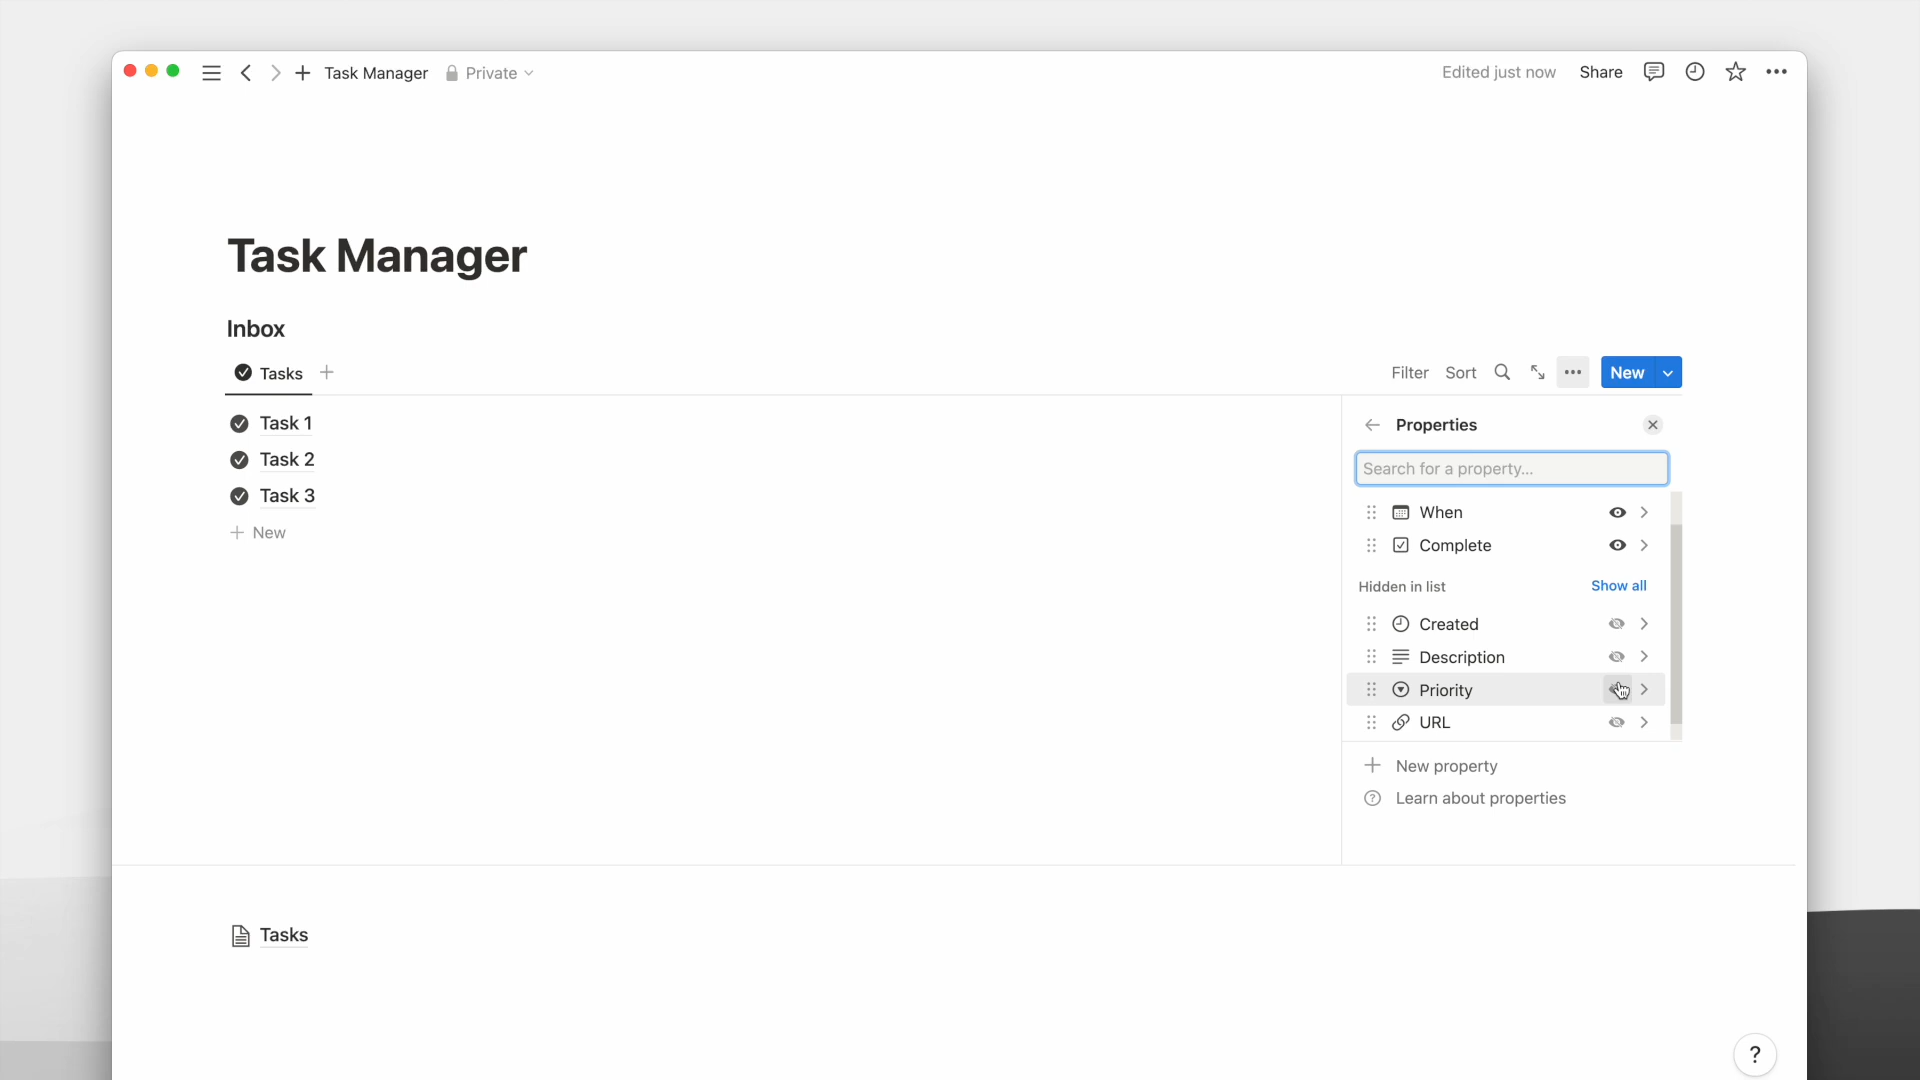 Task Manager Private Edited just now Share
Task Manager
Inbox
Tasks Filter Sort New
Task 1
Task 2
Task 3
New
Properties
Search for a property...
When
Complete
Hidden in list Show all
Created
Description
Priority
URL
New property
Learn about properties
Tasks
?